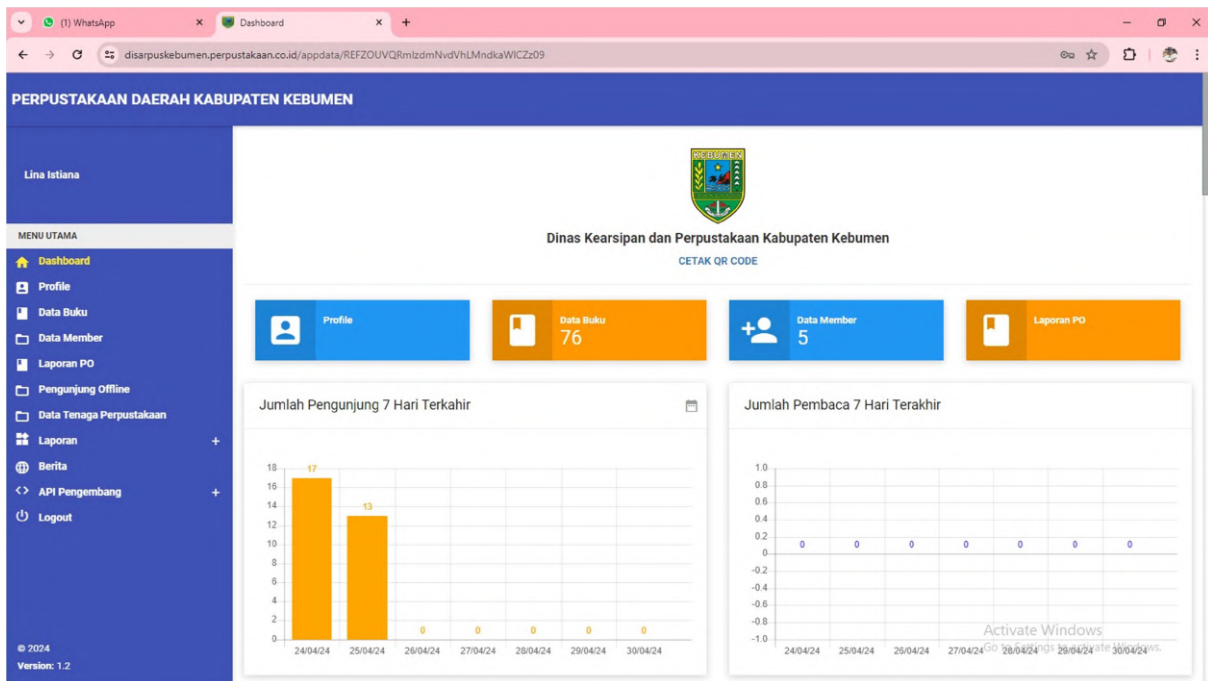 (1) WhatsApp
Dashboard
disarpuskebumen.perpustakaan.co.id/appdata/REFZOUVQRmlzdmNvdVhLMndkaWlCZz09
PERPUSTAKAAN DAERAH KABUPATEN KEBUMEN
Lina Istiana
MENU UTAMA
Dashboard
Profile
Data Buku
Data Member
Laporan PO
Pengunjung Offline
Data Tenaga Perpustakaan
Laporan +
Berita
API Pengembang +
Logout
© 2024
Version: 1.2
KEBUMEN
Dinas Kearsipan dan Perpustakaan Kabupaten Kebumen
CETAK QR CODE
Profile
Data Buku
76
Data Member
5
Laporan PO
Jumlah Pengunjung 7 Hari Terkahir
18
16
14
12
10
8
6
4
2
0
17
13
0
0
0
0
0
24/04/24 25/04/24 26/04/24 27/04/24 28/04/24 29/04/24 30/04/24
Jumlah Pembaca 7 Hari Terakhir
1.0
0.8
0.6
0.4
0.2
0
-0.2
-0.4
-0.6
-0.8
-1.0
0 0 0 0 0 0 0
24/04/24 25/04/24 26/04/24 27/04/24 28/04/24 29/04/24 30/04/24
Activate Windows
Go to Settings to activate Windows.